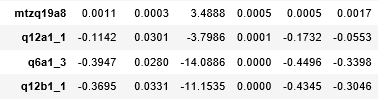 mtzq19a8 0.0011 0.0003 3.4888 0.0005 0.0005 0.0017
q12a1_1 -0.1142 0.0301 -3.7986 0.0001 -0.1732 -0.0553
q6a1_3 -0.3947 0.0280 -14.0886 0.0000 -0.4496 -0.3398
q12b1_1 -0.3695 0.0331 -11.1535 0.0000 -0.4345 -0.3046